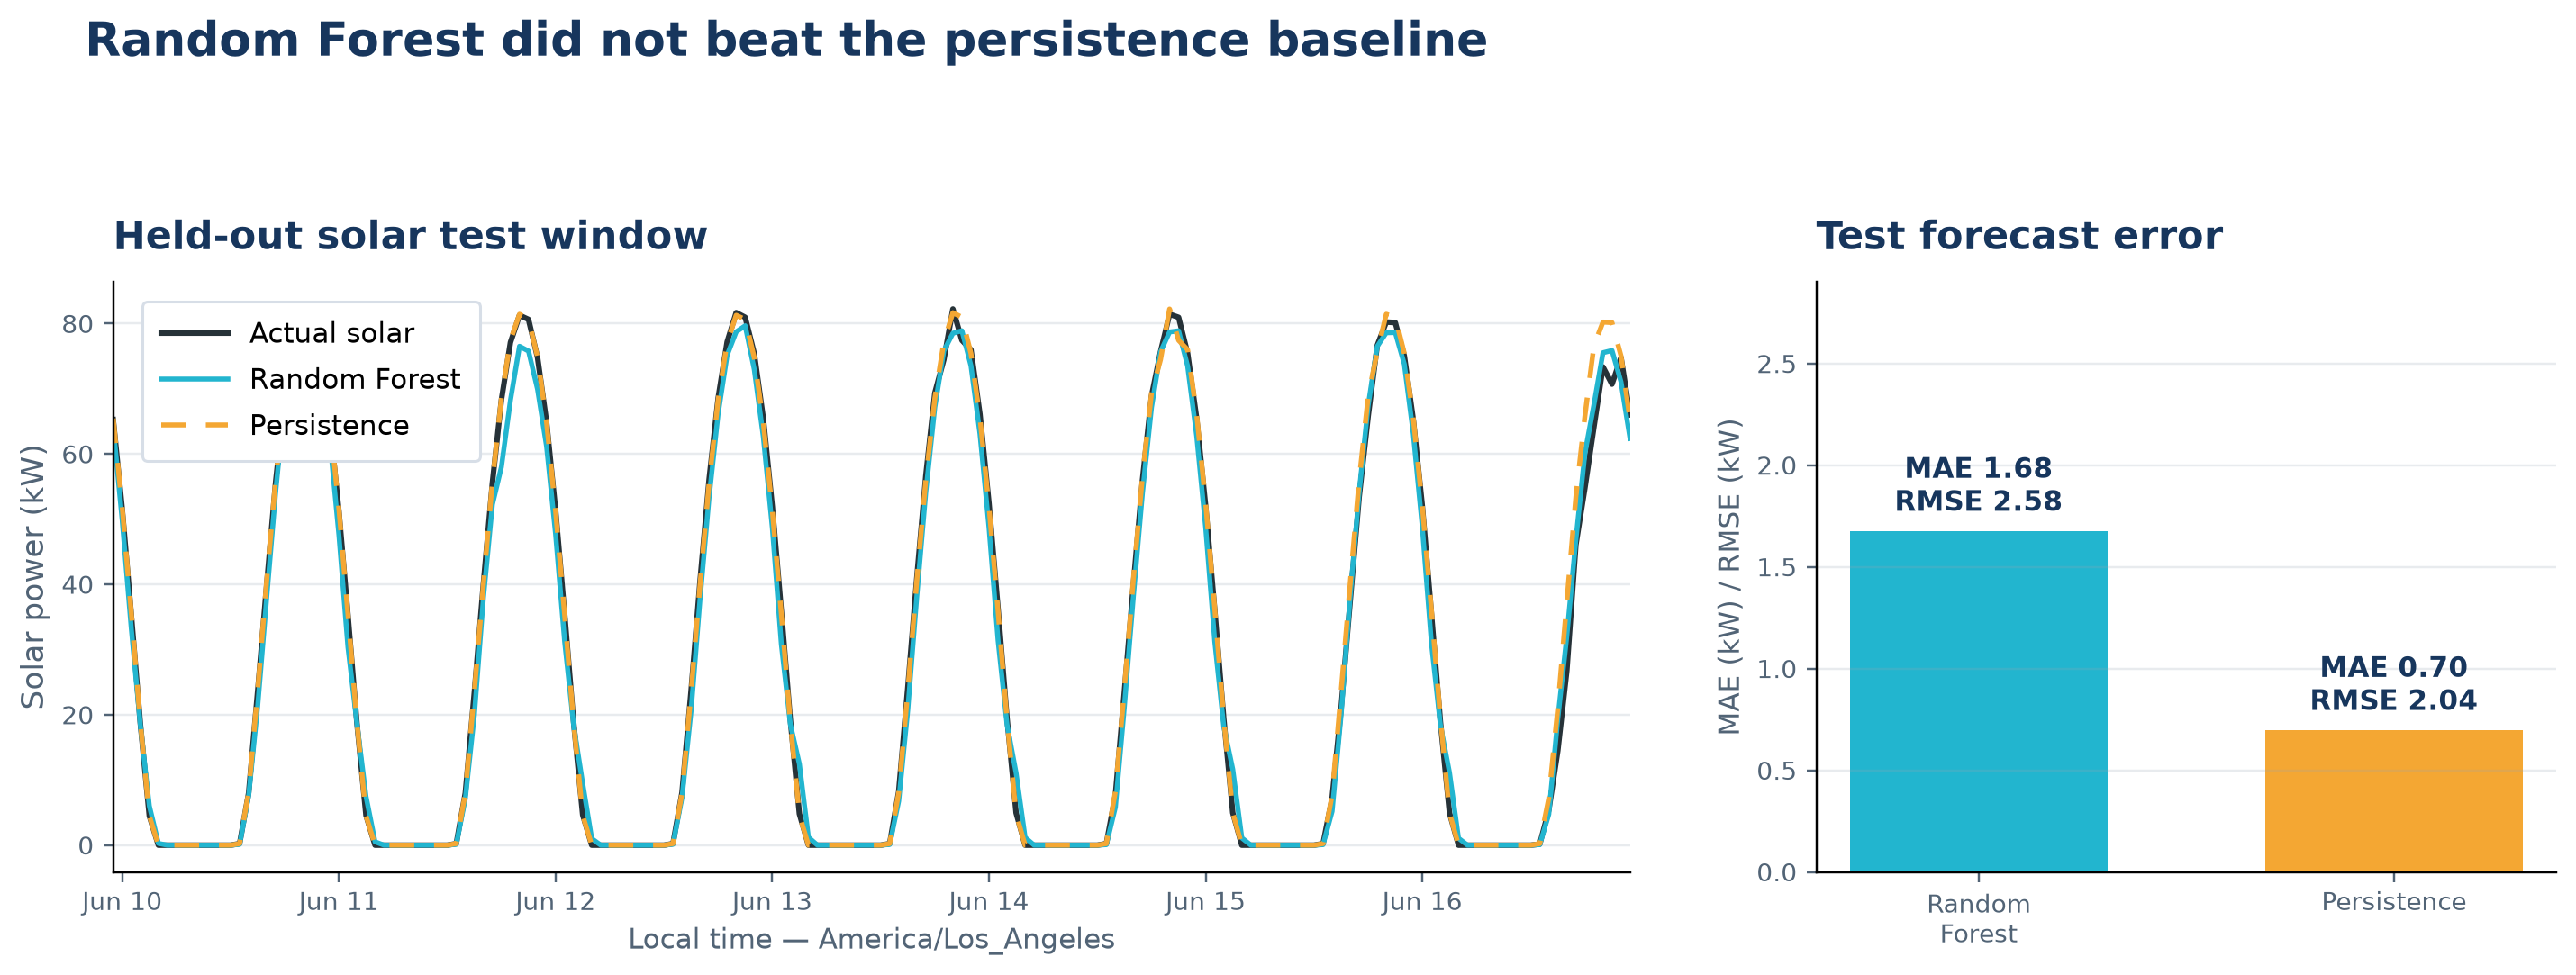 Random Forest did not beat the persistence baseline
Held-out solar test window
Actual solar
Random Forest
Persistence
Solar power (kW)
80
60
40
20
0
Jun 10
Jun 11
Jun 12
Jun 13
Jun 14
Jun 15
Jun 16
Local time — America/Los_Angeles
Test forecast error
MAE (kW) / RMSE (kW)
2.5
2.0
1.5
1.0
0.5
0.0
MAE 1.68
RMSE 2.58
MAE 0.70
RMSE 2.04
Random
Forest
Persistence